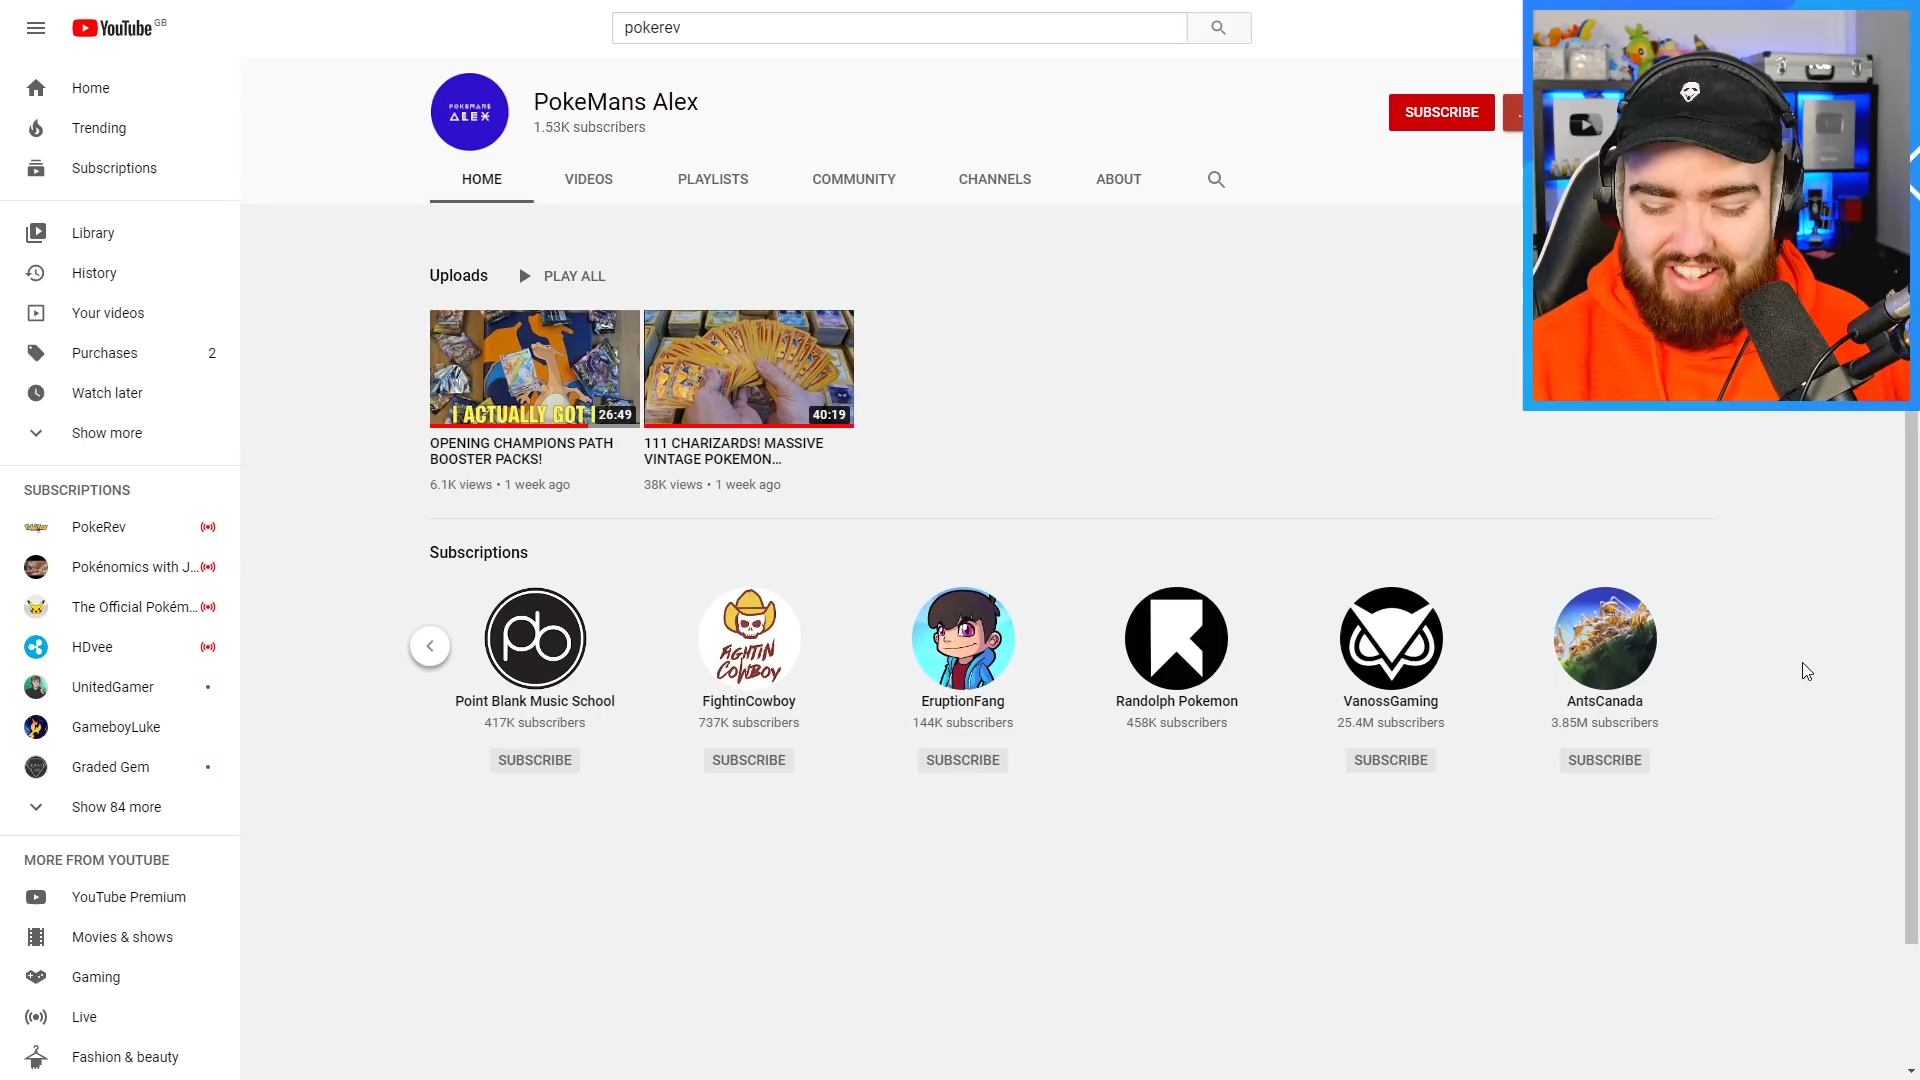 YouTube GB
pokerev
Home
Trending
Subscriptions
Library
History
Your videos
Purchases 2
Watch later
Show more
SUBSCRIPTIONS
PokeRev
Pokénomics with J...
The Official Pokém...
HDvee
UnitedGamer
GameboyLuke
Graded Gem
Show 84 more
MORE FROM YOUTUBE
YouTube Premium
Movies & shows
Gaming
Live
Fashion & beauty
POKEMANS
ALEX
PokeMans Alex
1.53K subscribers
SUBSCRIBE
HOME VIDEOS PLAYLISTS COMMUNITY CHANNELS ABOUT
Uploads PLAY ALL
I ACTUALLY GOT 26:49 40:19
OPENING CHAMPIONS PATH
BOOSTER PACKS!
6.1K views • 1 week ago
111 CHARIZARDS! MASSIVE
VINTAGE POKEMON...
38K views • 1 week ago
Subscriptions
pb
Point Blank Music School
417K subscribers
SUBSCRIBE
FiGHTiN
COWBOY
FightinCowboy
737K subscribers
SUBSCRIBE
EruptionFang
144K subscribers
SUBSCRIBE
Randolph Pokemon
458K subscribers
VanossGaming
25.4M subscribers
SUBSCRIBE
AntsCanada
3.85M subscribers
SUBSCRIBE